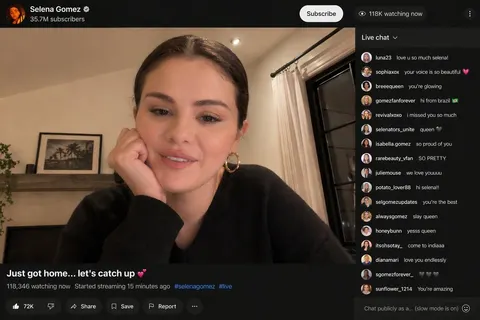 Selena Gomez
35.7M subscribers
Subscribe
118K watching now
Live chat
luna23 love u so much selena!
sophiaxox your voice is so beautiful 💗
breeequeen you're glowing
gomezfanforever hi from brazil 🇧🇷
revivalxoxo i missed you so much
selenators_unite queen 🖤
isabella.gomez so proud of you
rarebeauty_vfan SO PRETTY
juliemouse we love youuuu
potato_lover88 hi selena!!
selgomezupdates you're the best
alwaysgomez slay queen
honeybunn yesss queen
itsshsotay_ come to indiaaa
dianamari love you endlessly
sgomezforever_ 🖤🖤🖤
sunflower_1214 You're amazing
Chat publicly as a.. (slow mode is on)
Just got home... let's catch up 💕
118,346 watching now Started streaming 15 minutes ago #selenagomez #live
72K
Share
Save
Report